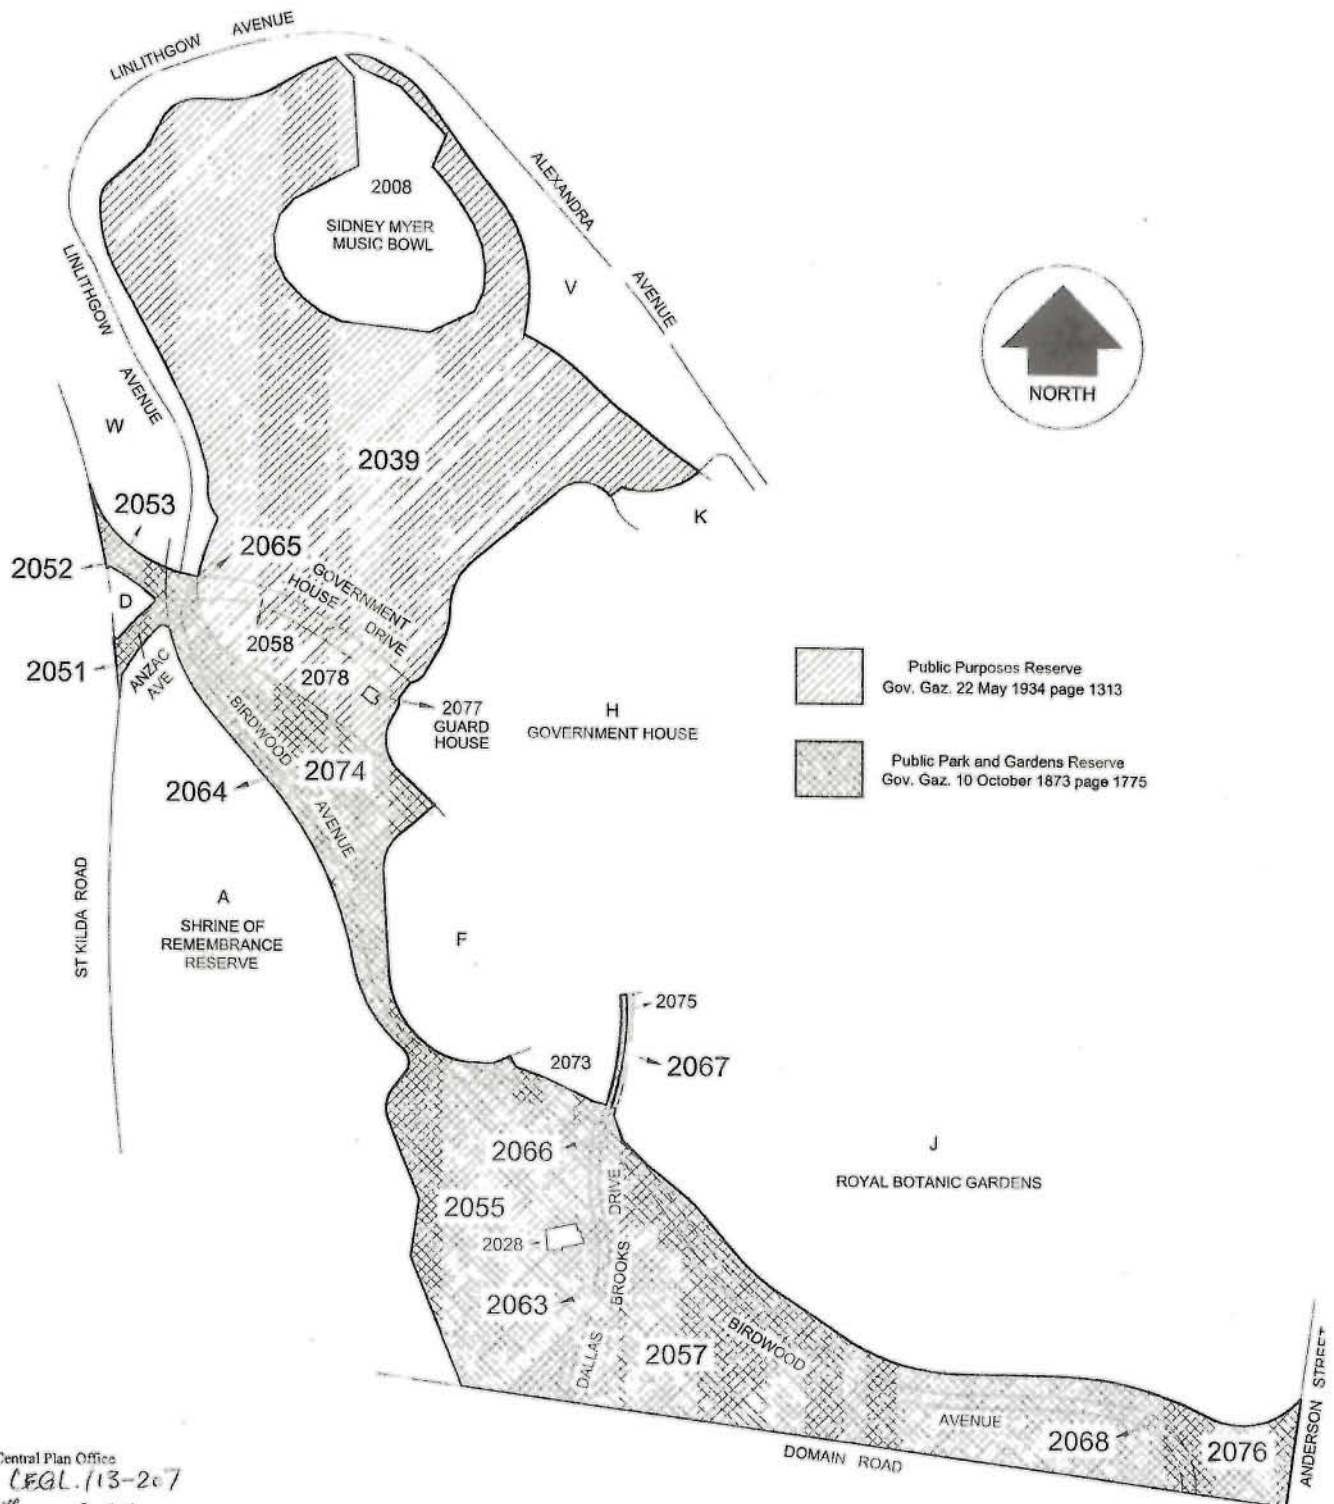 LINLITHGOW AVENUE
ALEXANDRA AVENUE
2008
SIDNEY MYER
MUSIC BOWL
LINLITHGOW AVENUE
V
NORTH
W
2039
2053
K
2065
2052
GOVERNMENT
HOUSE DRIVE
D
2058
2051
ANZAC
AVE
2078
2077
GUARD
HOUSE
H
GOVERNMENT HOUSE
Public Purposes Reserve
Gov. Gaz. 22 May 1934 page 1313
Public Park and Gardens Reserve
Gov. Gaz. 10 October 1873 page 1775
BIRDWOOD AVENUE
2074
2064
ST KILDA ROAD
A
SHRINE OF
REMEMBRANCE
RESERVE
F
2075
2073
2067
2066
J
ROYAL BOTANIC GARDENS
2055
2028
DALLAS BROOKS DRIVE
2063
2057
BIRDWOOD AVENUE
2068
2076
DOMAIN ROAD
ANDERSON STREET
Central Plan Office
LEGL./13-207